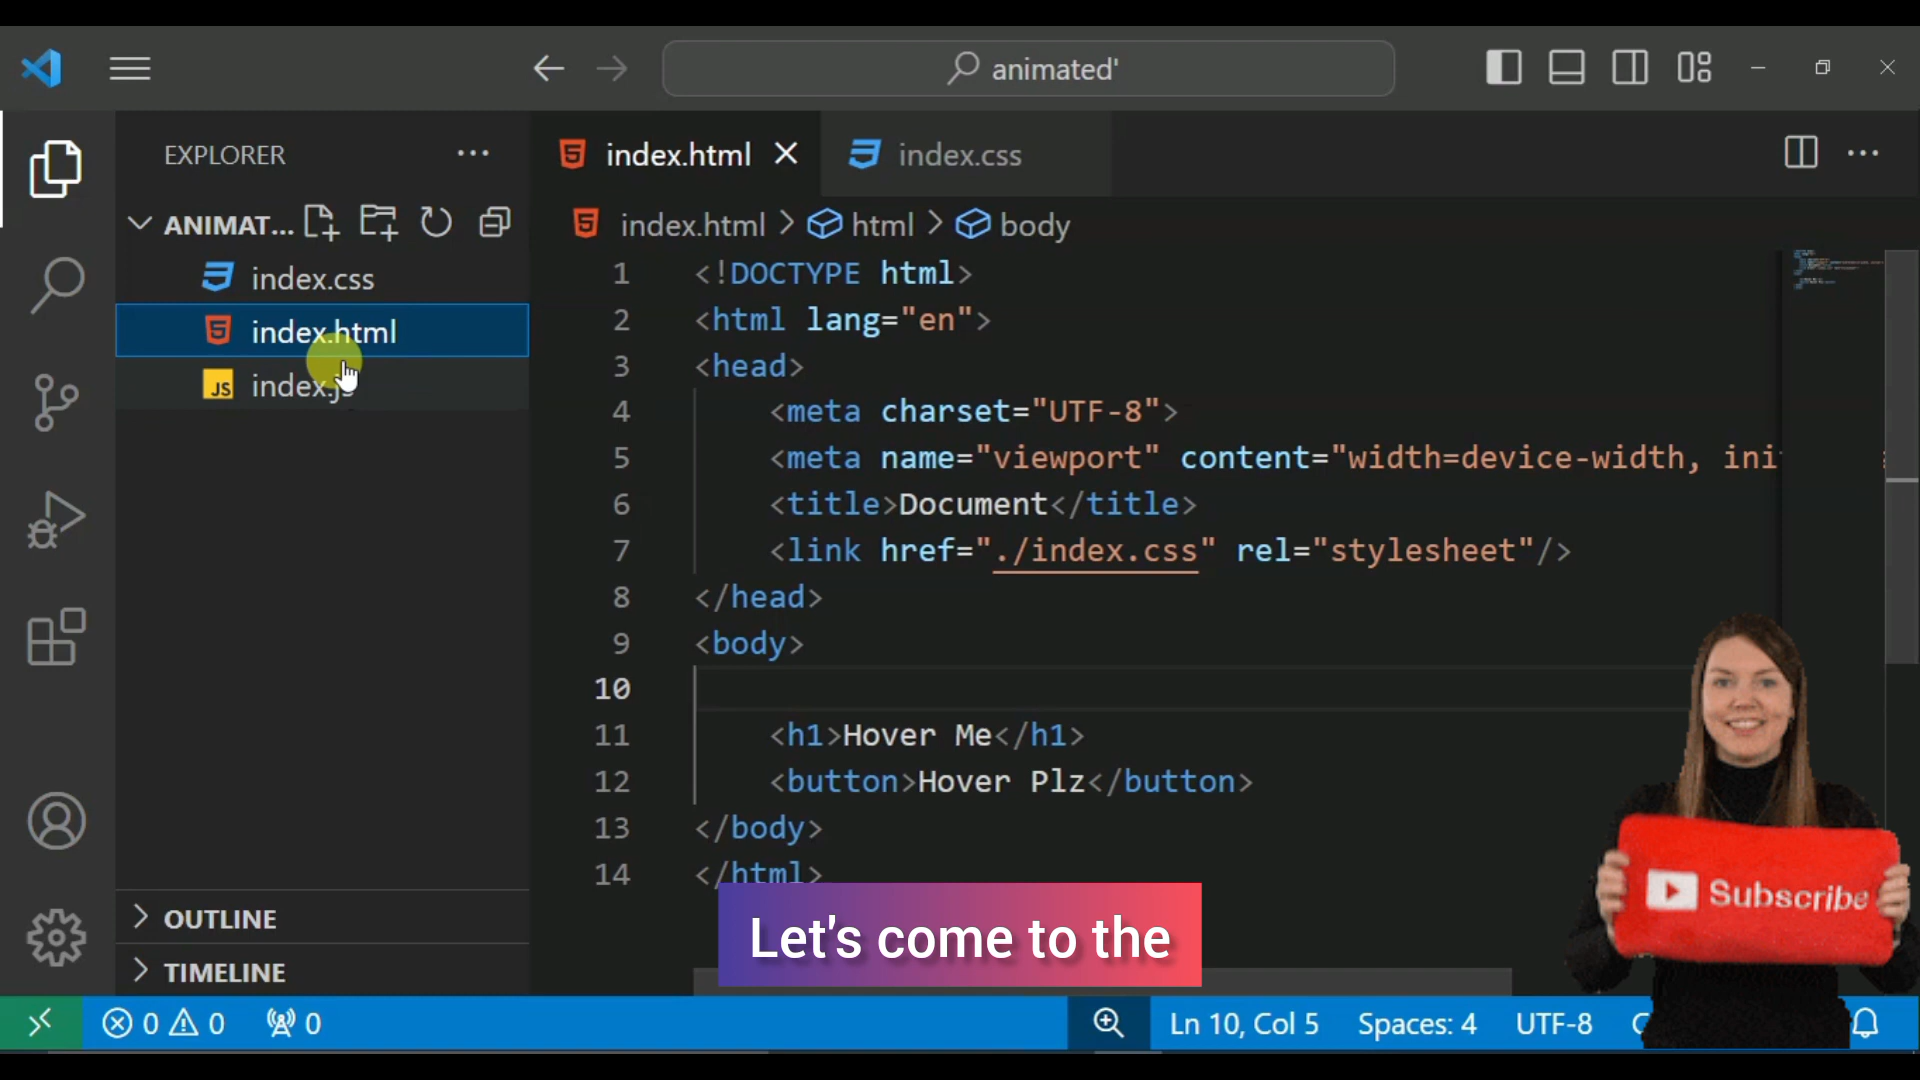 animated'
EXPLORER
index.html
index.css
ANIMAT...
index.css
index.html
JS index.js
index.html > html > body
1 <!DOCTYPE html>
2 <html lang="en">
3 <head>
4 <meta charset="UTF-8">
5 <meta name="viewport" content="width=device-width, ini
6 <title>Document</title>
7 <link href="./index.css" rel="stylesheet"/>
8 </head>
9 <body>
10
11 <h1>Hover Me</h1>
12 <button>Hover Plz</button>
13 </body>
14 </html>
OUTLINE
TIMELINE
Let's come to the
Subscribe
0 0 0
Ln 10, Col 5 Spaces: 4 UTF-8